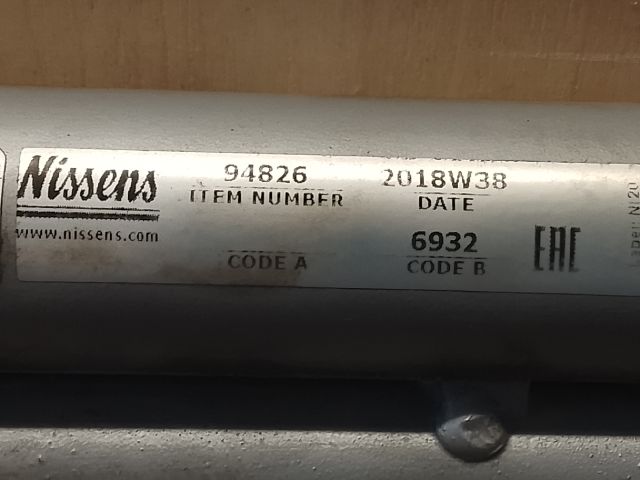 Nissens
www.nissens.com
94826
ITEM NUMBER
2018W38
DATE
CODE A
6932
CODE B
EAC